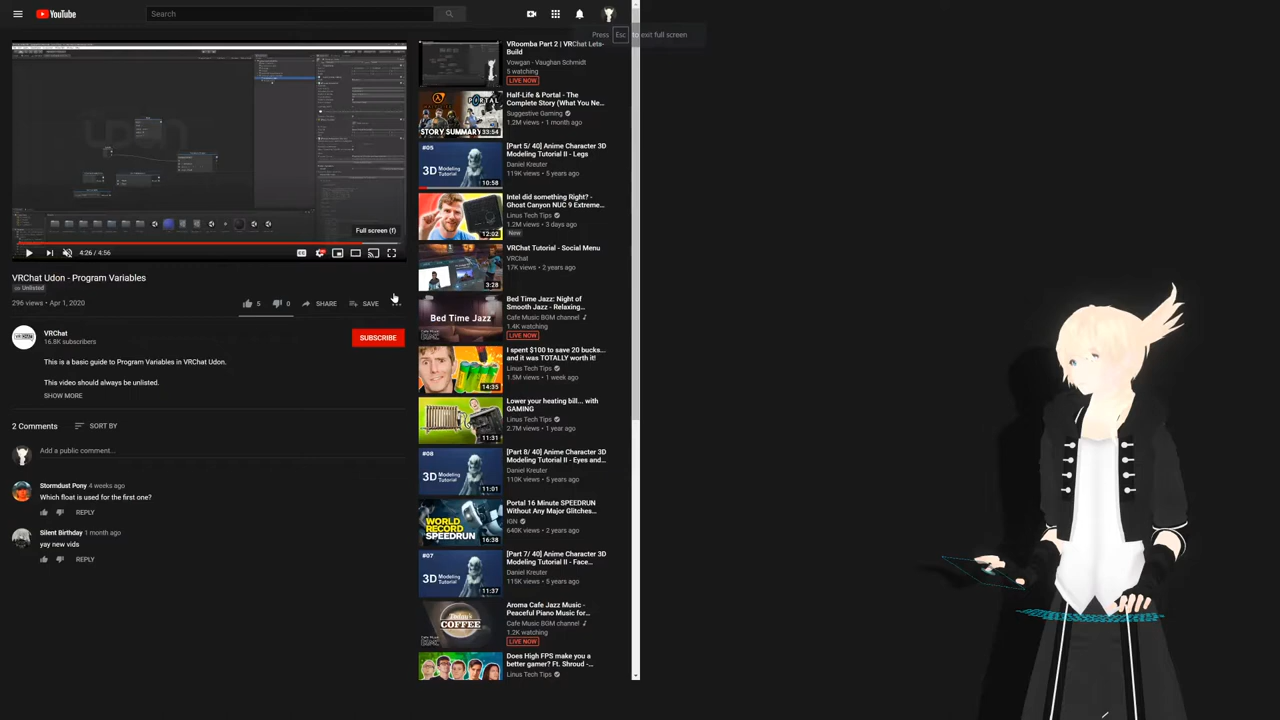 YouTube
Search
Press Esc to exit full screen
Full screen (f)
4:26 / 4:56
VRChat Udon - Program Variables
Unlisted
296 views • Apr 1, 2020
5
0
SHARE
SAVE
VRChat
16.8K subscribers
SUBSCRIBE
This is a basic guide to Program Variables in VRChat Udon.
This video should always be unlisted.
SHOW MORE
2 Comments
SORT BY
Add a public comment...
Stormdust Pony 4 weeks ago
Which float is used for the first one?
REPLY
Silent Birthday 1 month ago
yay new vids
REPLY
VRoomba Part 2 | VRChat Lets-
Build
Vowgan - Vaughan Schmidt
5 watching
LIVE NOW
PORTAL
STORY SUMMARY
33:54
Half-Life & Portal - The
Complete Story (What You Ne...
Suggestive Gaming
1.2M views • 1 month ago
#05
3D Modeling
Tutorial
10:58
[Part 5/ 40] Anime Character 3D
Modeling Tutorial II - Legs
Daniel Kreuter
119K views • 5 years ago
12:02
Intel did something Right? -
Ghost Canyon NUC 9 Extreme...
Linus Tech Tips
1.2M views • 3 days ago
New
3:28
VRChat Tutorial - Social Menu
VRChat
17K views • 2 years ago
Bed Time Jazz
Bed Time Jazz: Night of
Smooth Jazz - Relaxing...
Cafe Music BGM channel
1.4K watching
LIVE NOW
14:35
I spent $100 to save 20 bucks...
and it was TOTALLY worth it!
Linus Tech Tips
1.5M views • 1 week ago
11:31
Lower your heating bill... with
GAMING
Linus Tech Tips
2.7M views • 1 year ago
#08
3D Modeling
Tutorial
11:01
[Part 8/ 40] Anime Character 3D
Modeling Tutorial II - Eyes and...
Daniel Kreuter
110K views • 5 years ago
WORLD
RECORD
SPEEDRUN
16:38
Portal 16 Minute SPEEDRUN
Without Any Major Glitches...
IGN
640K views • 2 years ago
#07
3D Modeling
Tutorial
11:37
[Part 7/ 40] Anime Character 3D
Modeling Tutorial II - Face...
Daniel Kreuter
115K views • 5 years ago
COFFEE
Aroma Cafe Jazz Music -
Peaceful Piano Music for...
Cafe Music BGM channel
1.2K watching
LIVE NOW
Does High FPS make you a
better gamer? Ft. Shroud -...
Linus Tech Tips